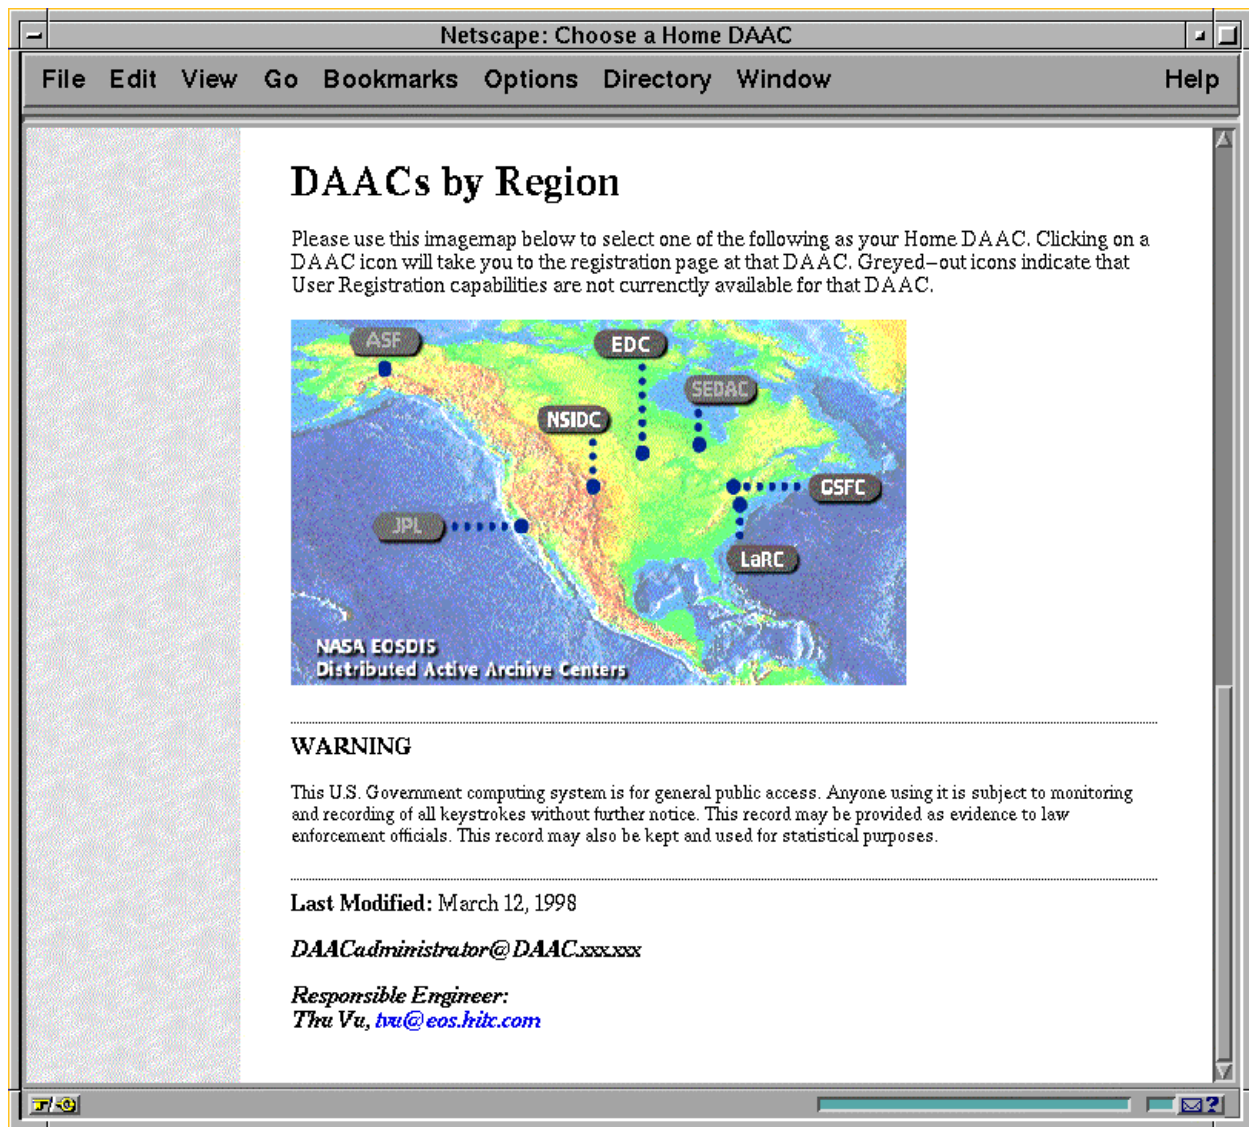 Netscape: Choose a Home DAAC
File Edit View Go Bookmarks Options Directory Window Help
DAACs by Region
Please use this imagemap below to select one of the following as your Home DAAC. Clicking on a
DAAC icon will take you to the registration page at that DAAC. Greyed-out icons indicate that
User Registration capabilities are not currenctly available for that DAAC.
ASF
EDC
SEDAC
NSIDC
GSFC
JPL
LaRC
NASA EOSDIS
Distributed Active Archive Centers
WARNING
This U.S. Government computing system is for general public access. Anyone using it is subject to monitoring
and recording of all keystrokes without further notice. This record may be provided as evidence to law
enforcement officials. This record may also be kept and used for statistical purposes.
Last Modified: March 12, 1998
DAACadministrator@DAAC.xxx.xxx
Responsible Engineer:
Thu Vu, tvu@eos.hitc.com
?